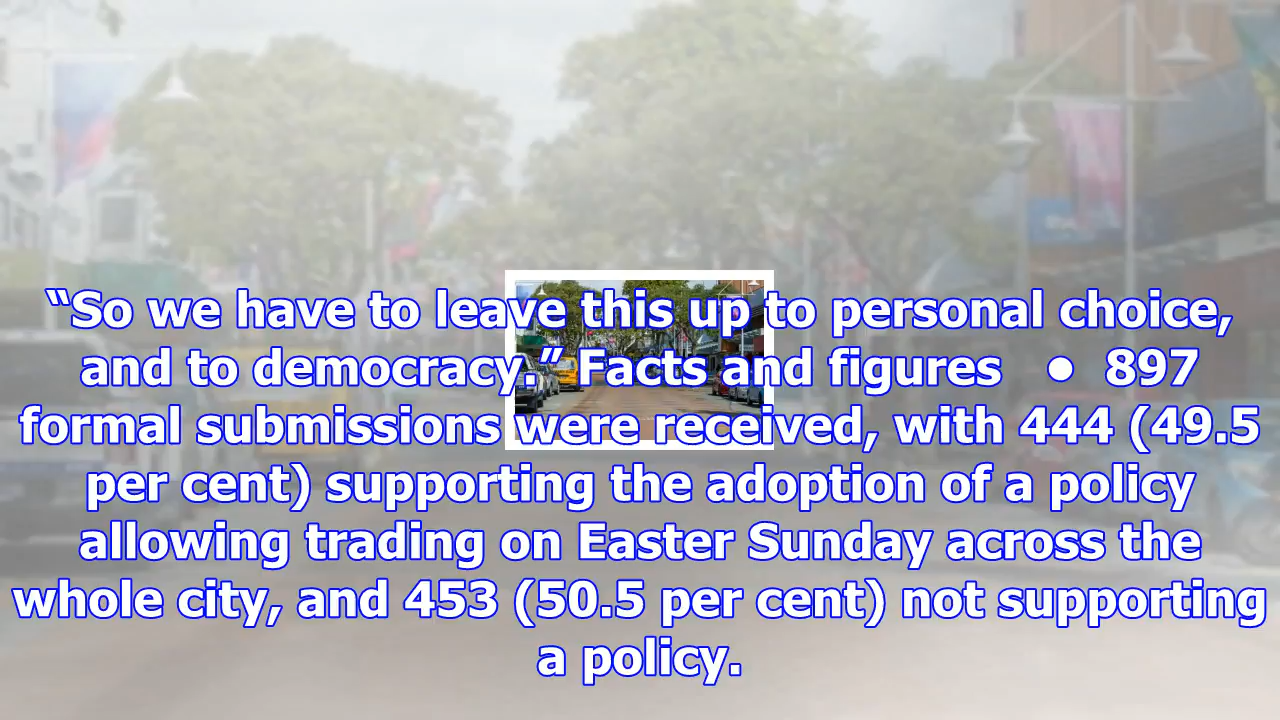 “So we have to leave this up to personal choice,
and to democracy.” Facts and figures   •  897
formal submissions were received, with 444 (49.5
per cent) supporting the adoption of a policy
allowing trading on Easter Sunday across the
whole city, and 453 (50.5 per cent) not supporting
a policy.